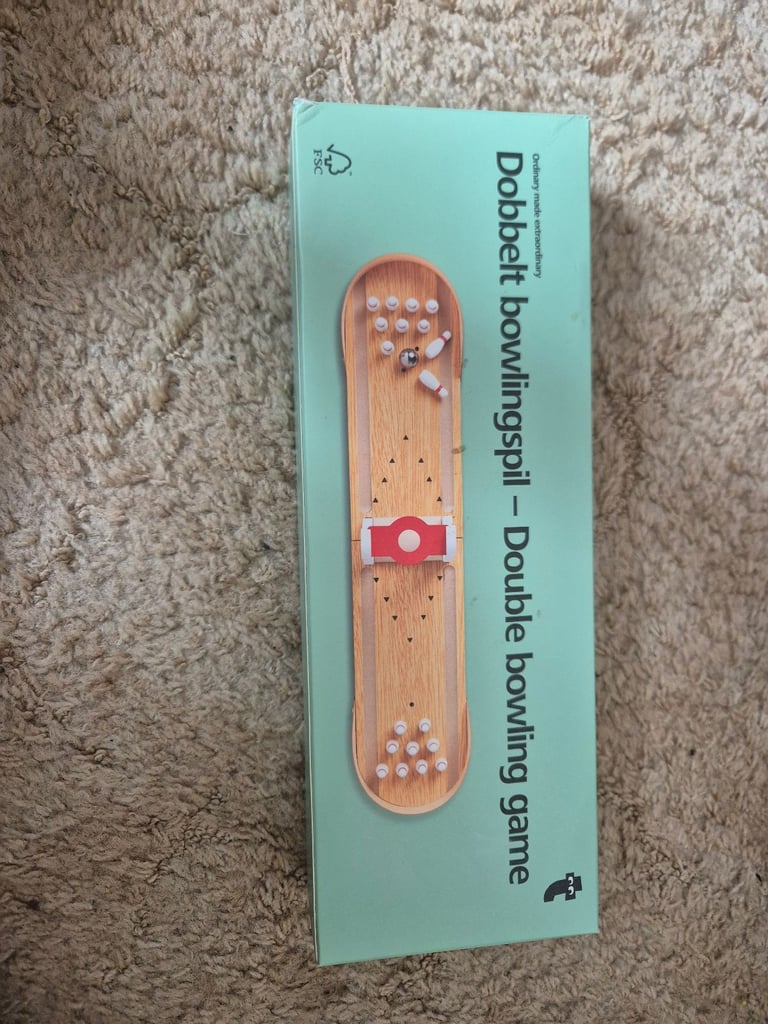 Ordinary made extraordinary
Dobbelt bowlingspil – Double bowling game
FSC